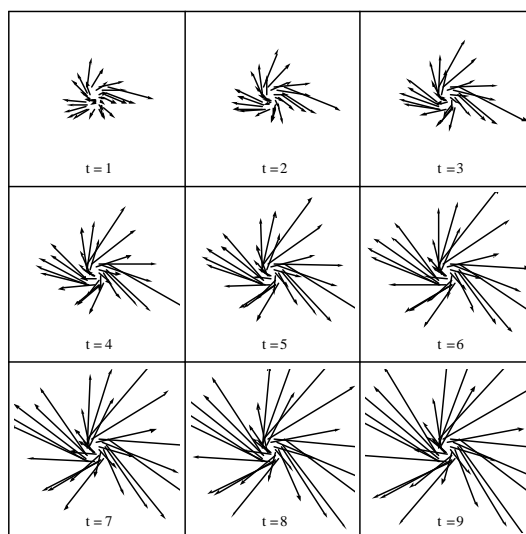 t = 1
t = 2
t = 3
t = 4
t = 5
t = 6
t = 7
t = 8
t = 9